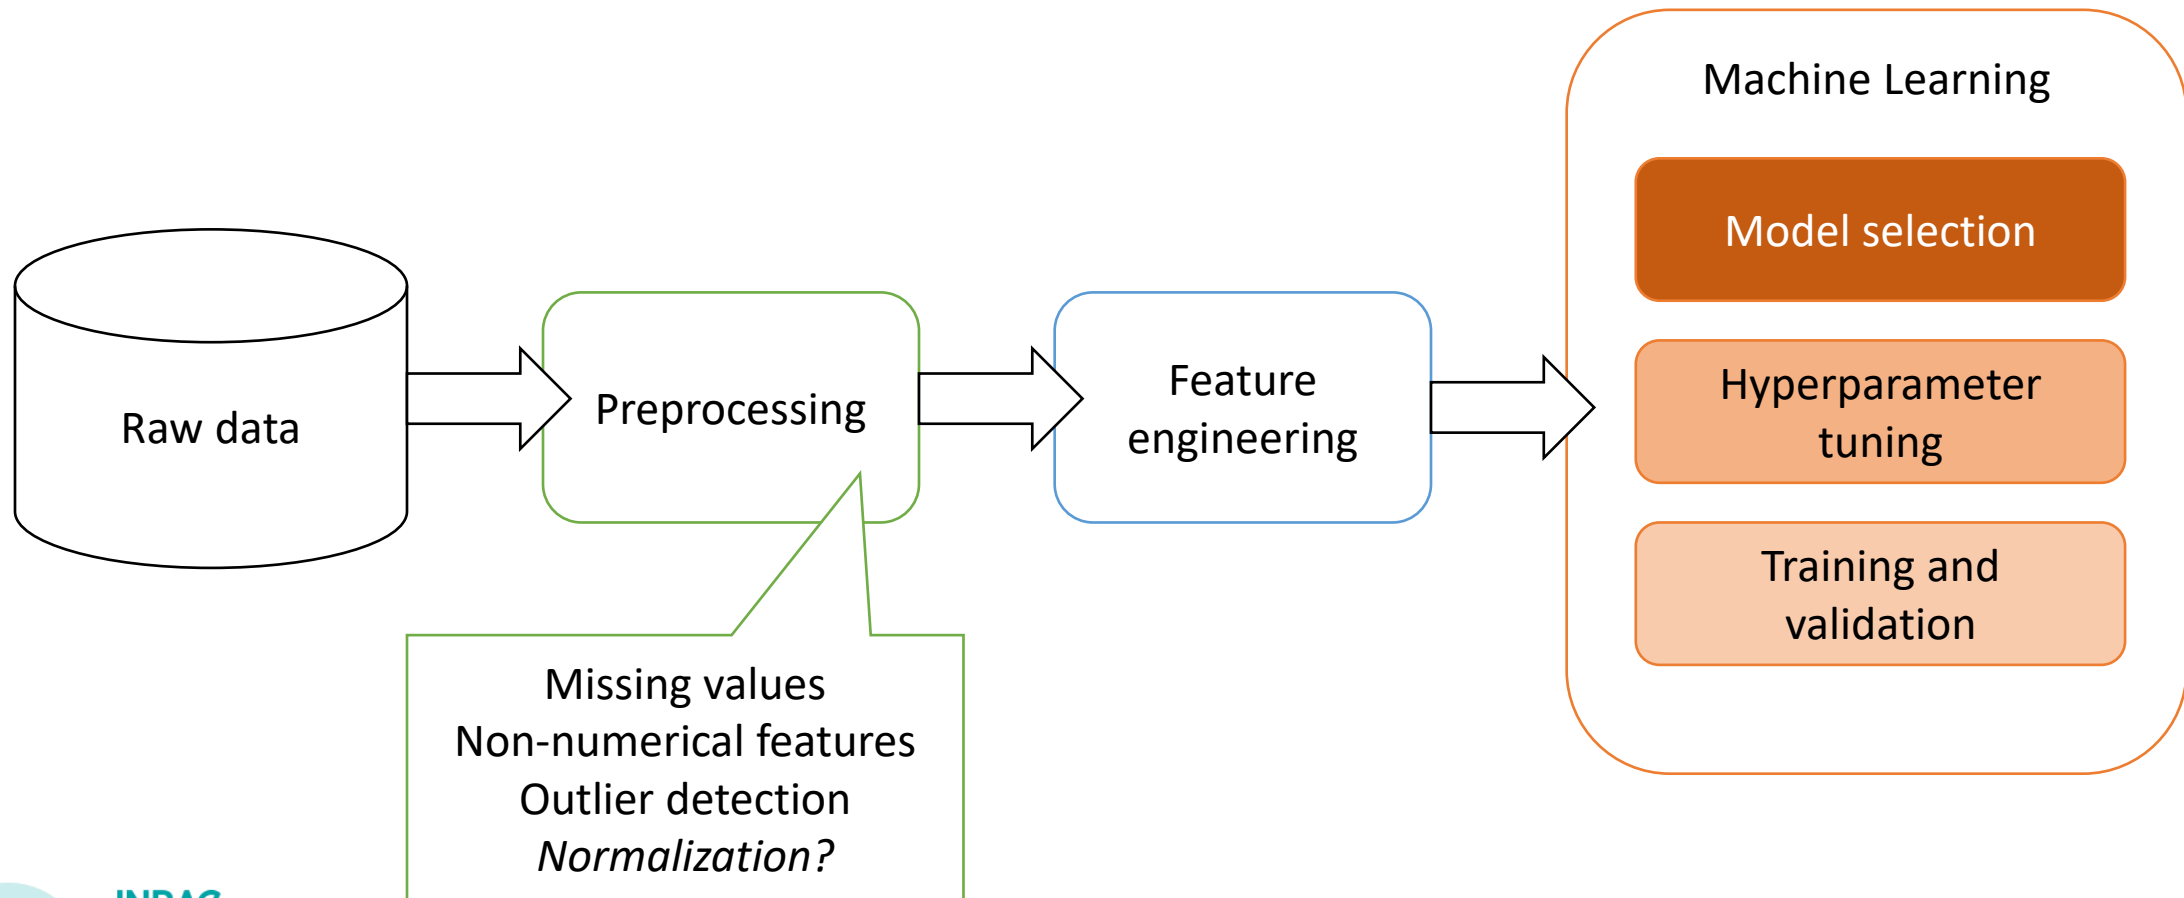 Raw data
Preprocessing
Feature
engineering
Machine Learning
Model selection
Hyperparameter
tuning
Training and
validation
Missing values
Non-numerical features
Outlier detection
Normalization?